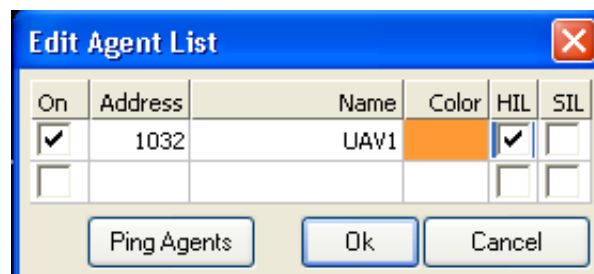 Edit Agent List
On Address Name Color HIL SIL
1032 UAV1
Ping Agents Ok Cancel